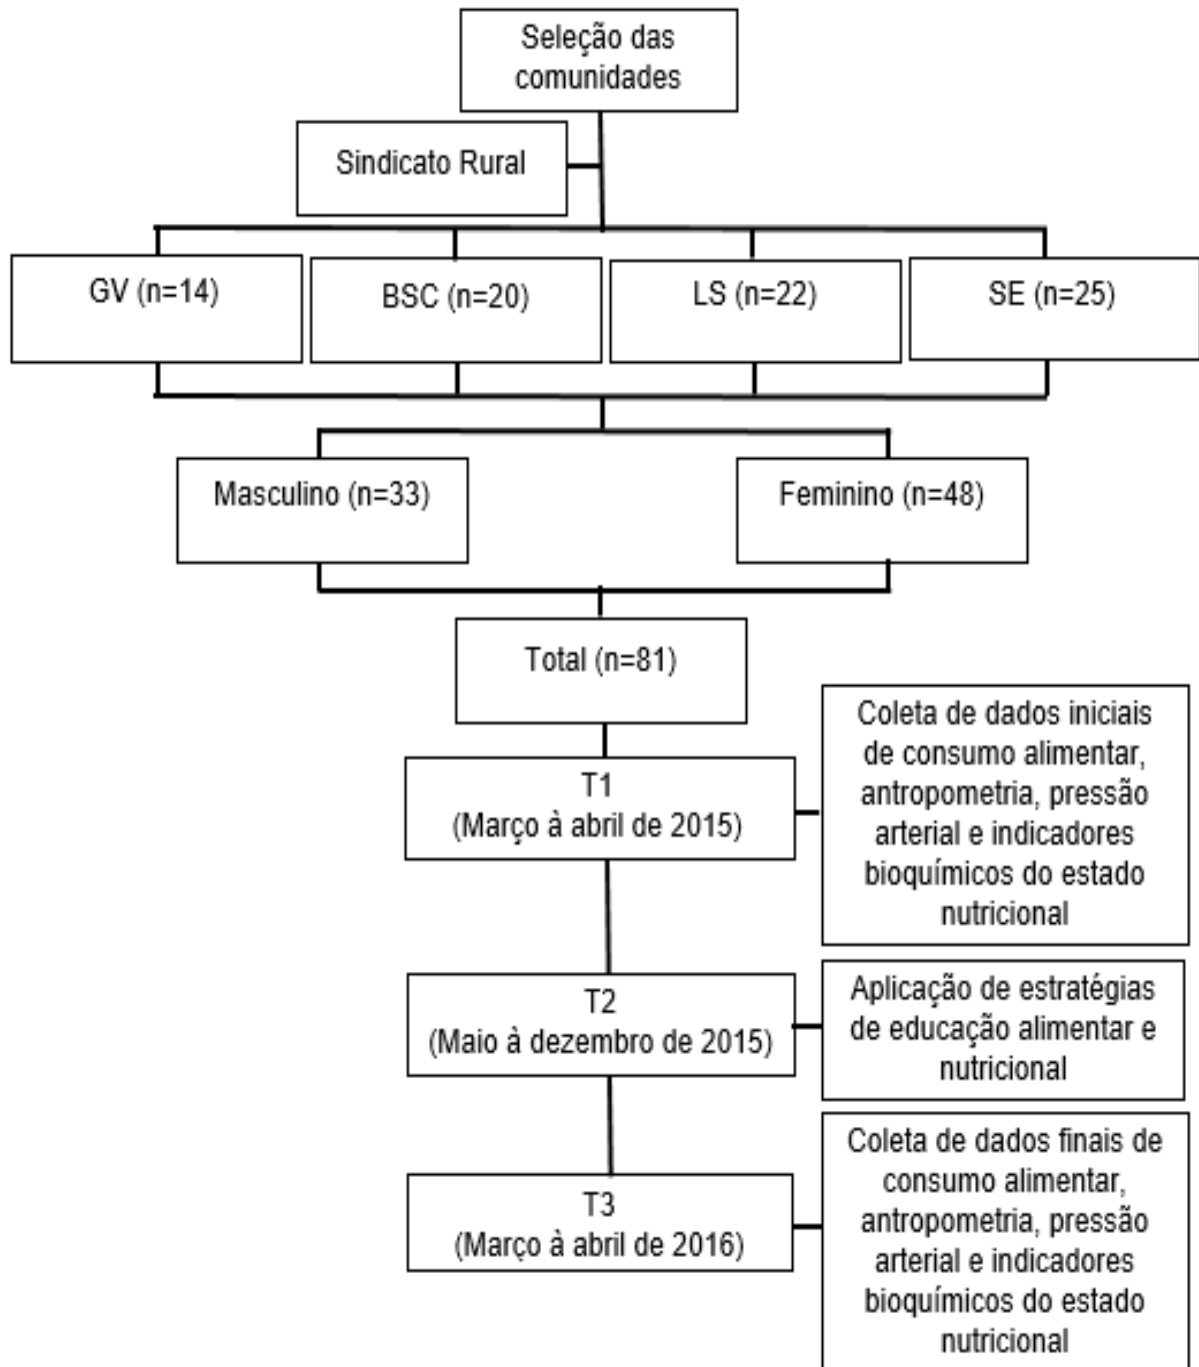 Seleção das
comunidades
Sindicato Rural
GV (n=14)
BSC (n=20)
LS (n=22)
SE (n=25)
Masculino (n=33)
Feminino (n=48)
Total (n=81)
T1
(Março à abril de 2015)
Coleta de dados iniciais
de consumo alimentar,
antropometria, pressão
arterial e indicadores
bioquímicos do estado
nutricional
T2
(Maio à dezembro de 2015)
Aplicação de estratégias
de educação alimentar e
nutricional
T3
(Março à abril de 2016)
Coleta de dados finais de
consumo alimentar,
antropometria, pressão
arterial e indicadores
bioquímicos do estado
nutricional